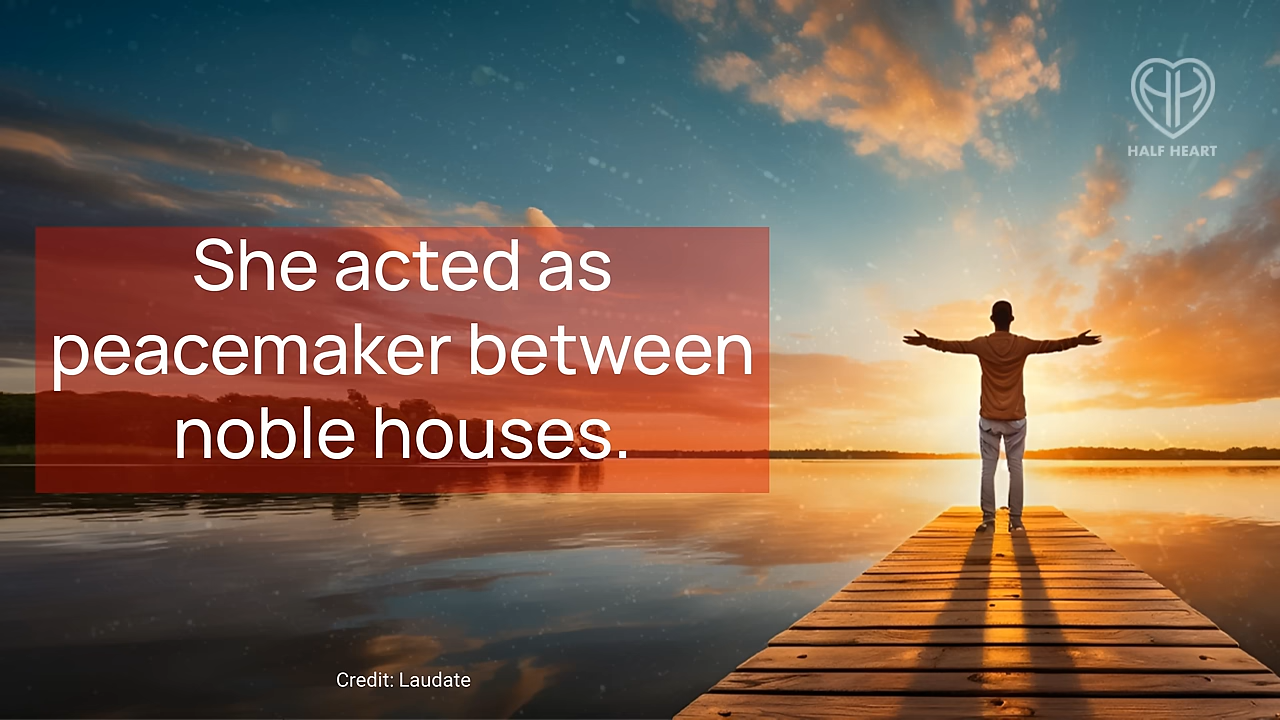 HALF HEART
She acted as
peacemaker between
noble houses.
Credit: Laudate